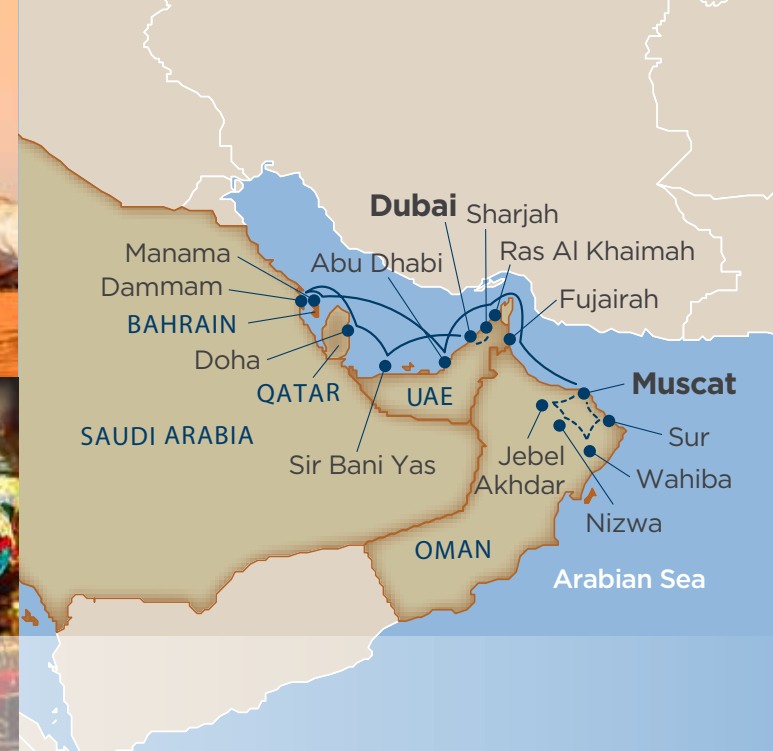 Dubai
Sharjah
Manama
Abu Dhabi
Ras Al Khaimah
Dammam
Fujairah
BAHRAIN
Doha
QATAR
UAE
Muscat
SAUDI ARABIA
Sir Bani Yas
Jebel
Akhdar
Sur
Wahiba
Nizwa
OMAN
Arabian Sea